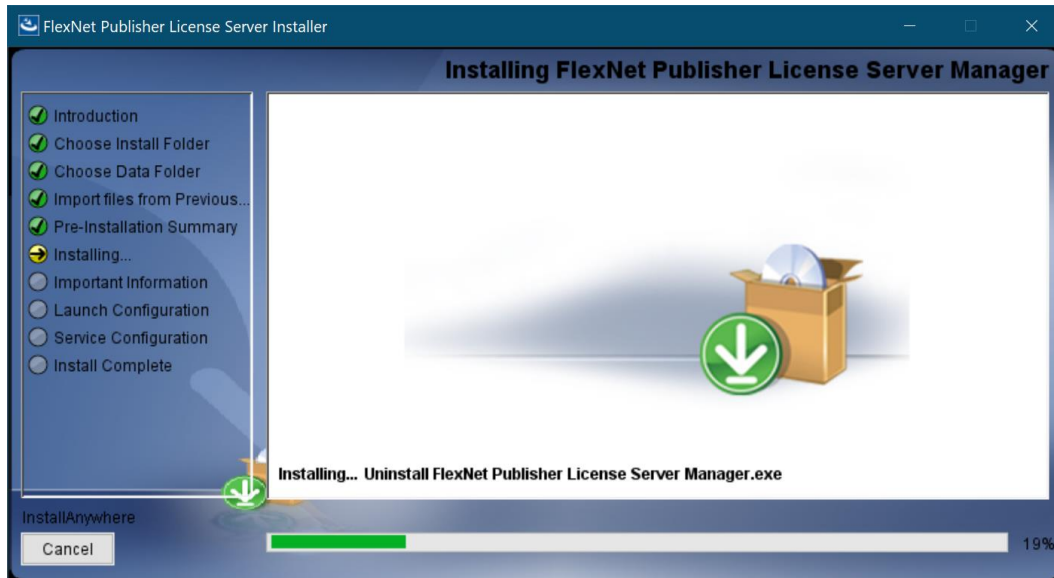 FlexNet Publisher License Server Installer
Installing FlexNet Publisher License Server Manager
Introduction
Choose Install Folder
Choose Data Folder
Import files from Previous...
Pre-Installation Summary
Installing...
Important Information
Launch Configuration
Service Configuration
Install Complete
Installing... Uninstall FlexNet Publisher License Server Manager.exe
InstallAnywhere
Cancel
19%